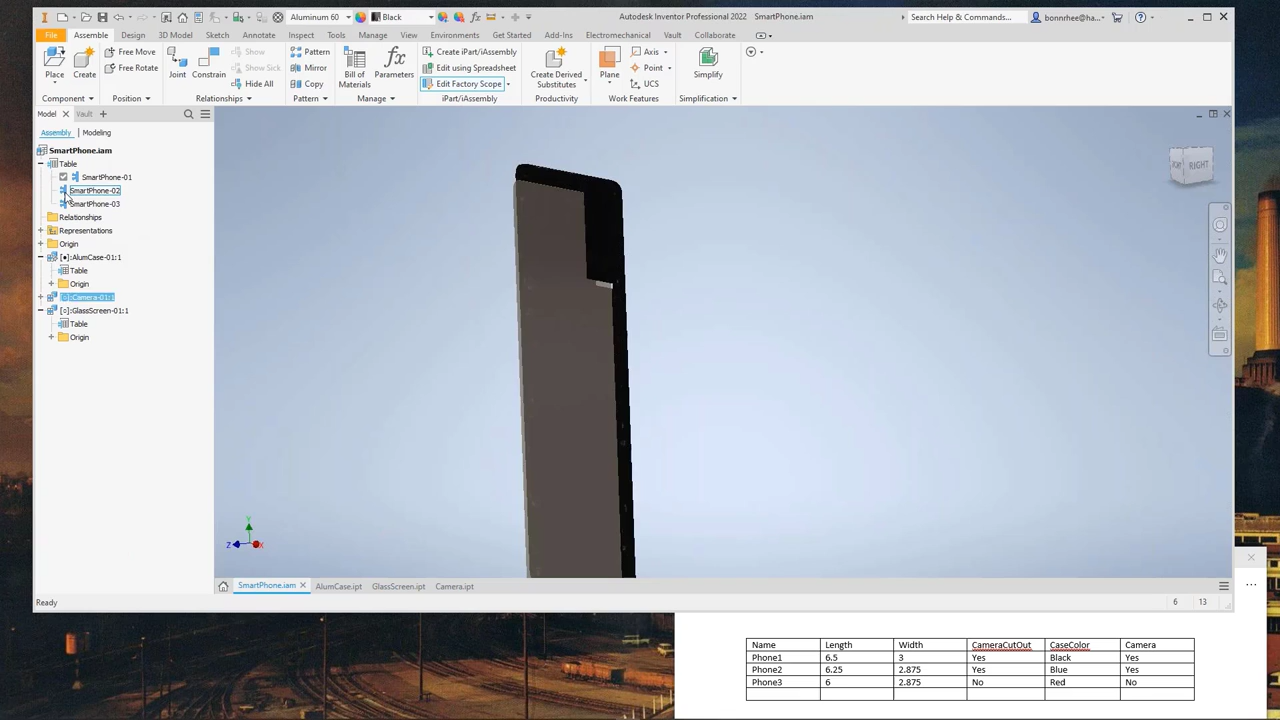 Aluminum 60
Black
Autodesk Inventor Professional 2022 SmartPhone.iam
Search Help & Commands...
bonnrhee@ha...
File Assemble Design 3D Model Sketch Annotate Inspect Tools Manage View Environments Get Started Add-Ins Electromechanical Vault Collaborate
Place
Create
Free Move
Free Rotate
Component
Position
Joint
Constrain
Show
Show Sick
Hide All
Relationships
Pattern
Mirror
Copy
Pattern
Bill of
Materials
fx
Parameters
Manage
Create iPart/iAssembly
Edit using Spreadsheet
Edit Factory Scope
iPart/iAssembly
Create Derived
Substitutes
Productivity
Plane
Axis
Point
UCS
Work Features
Simplify
Simplification
Model Vault
Assembly Modeling
SmartPhone.iam
Table
SmartPhone-01
SmartPhone-02
SmartPhone-03
Relationships
Representations
Origin
[●]:AlumCase-01:1
Table
Origin
[○]:Camera-01:1
[○]:GlassScreen-01:1
Table
Origin
RIGHT
Y
Z
X
SmartPhone.iam AlumCase.ipt GlassScreen.ipt Camera.ipt
Ready
6 13
Name Length Width CameraCutOut CaseColor Camera
Phone1 6.5 3 Yes Black Yes
Phone2 6.25 2.875 Yes Blue Yes
Phone3 6 2.875 No Red No